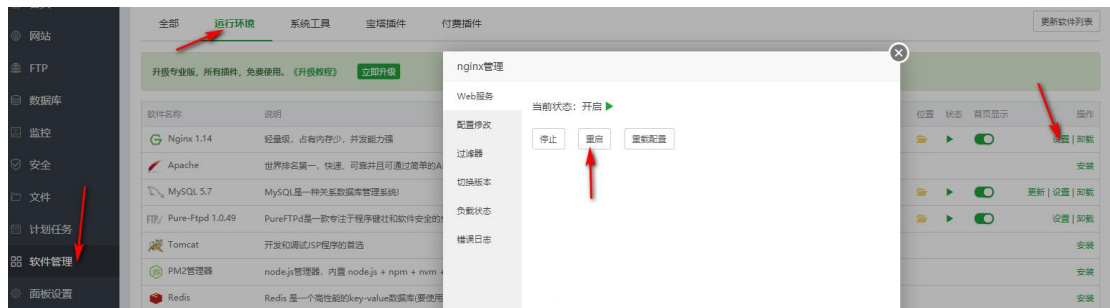 全部 运行环境 系统工具 宝塔插件 付费插件 更新软件列表
网站
FTP
升级专业版，所有插件，免费使用。《升级教程》 立即升级
nginx管理
数据库
Web服务
当前状态：开启
软件名称 说明 位置 状态 首页显示 操作
监控
配置修改
停止 重启 重载配置
Nginx 1.14 轻量级，占有内存少，并发能力强 设置 | 卸载
过滤器
安全
Apache 世界排名第一，快速、可靠并且可通过简单的A 安装
切换版本
文件
MySQL 5.7 MySQL是一种关系数据库管理系统! 更新 | 设置 | 卸载
负载状态
计划任务
Pure-Ftpd 1.0.49 PureFTPd是一款专注于程序健壮和软件安全的 设置 | 卸载
错误日志
Tomcat 开发和调试JSP程序的首选 安装
软件管理
PM2管理器 node.js管理器，内置 node.js + npm + nvm + 安装
面板设置
Redis Redis 是一个高性能的key-value数据库(要使用 安装